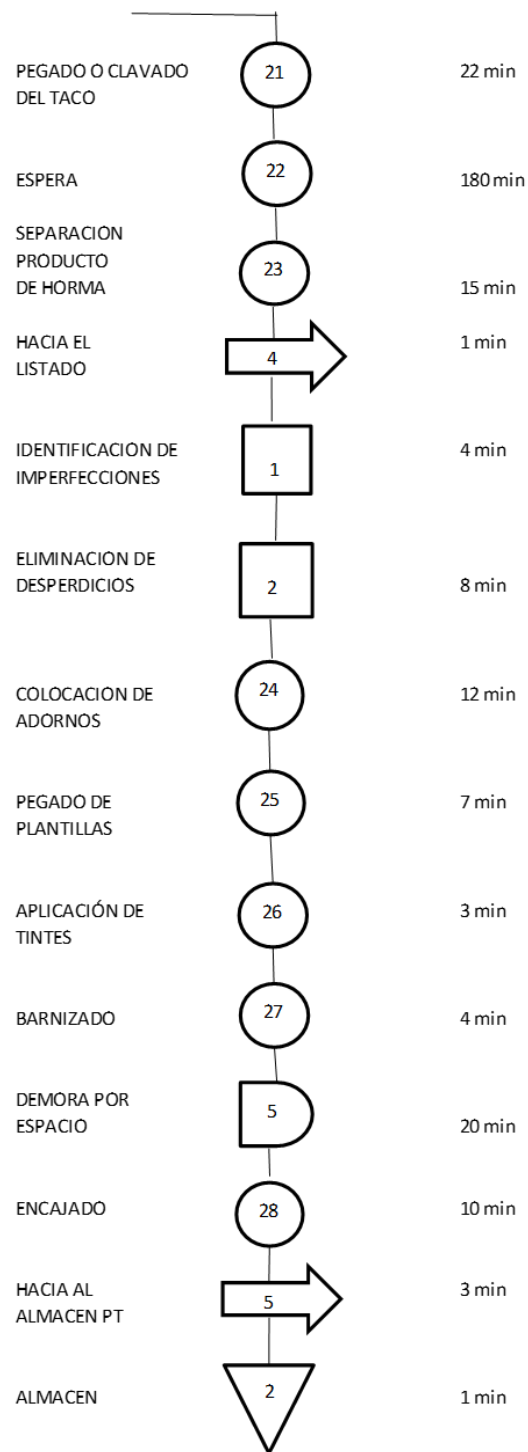 PEGADO O CLAVADO
DEL TACO
21
22 min
ESPERA
22
180 min
SEPARACION
PRODUCTO
DE HORMA
23
15 min
HACIA EL
LISTADO
4
1 min
IDENTIFICACIÓN DE
IMPERFECCIONES
1
4 min
ELIMINACIÓN DE
DESPERDICIOS
2
8 min
COLOCACION DE
ADORNOS
24
12 min
PEGADO DE
PLANTILLAS
25
7 min
APLICACIÓN DE
TINTES
26
3 min
BARNIZADO
27
4 min
DEMORA POR
ESPACIO
5
20 min
ENCAJADO
28
10 min
HACIA AL
ALMACEN PT
5
3 min
ALMACEN
2
1 min